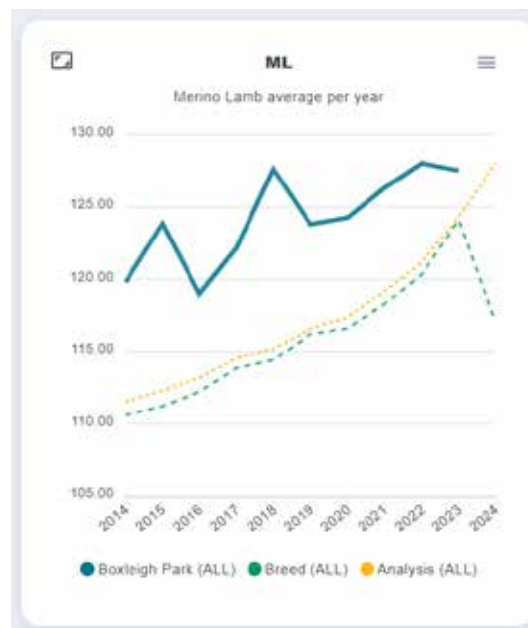 ML
Merino Lamb average per year
130.00
125.00
120.00
115.00
110.00
105.00
2014 2015 2016 2017 2018 2019 2020 2021 2022 2023 2024
Boxleigh Park (ALL) Breed (ALL) Analysis (ALL)